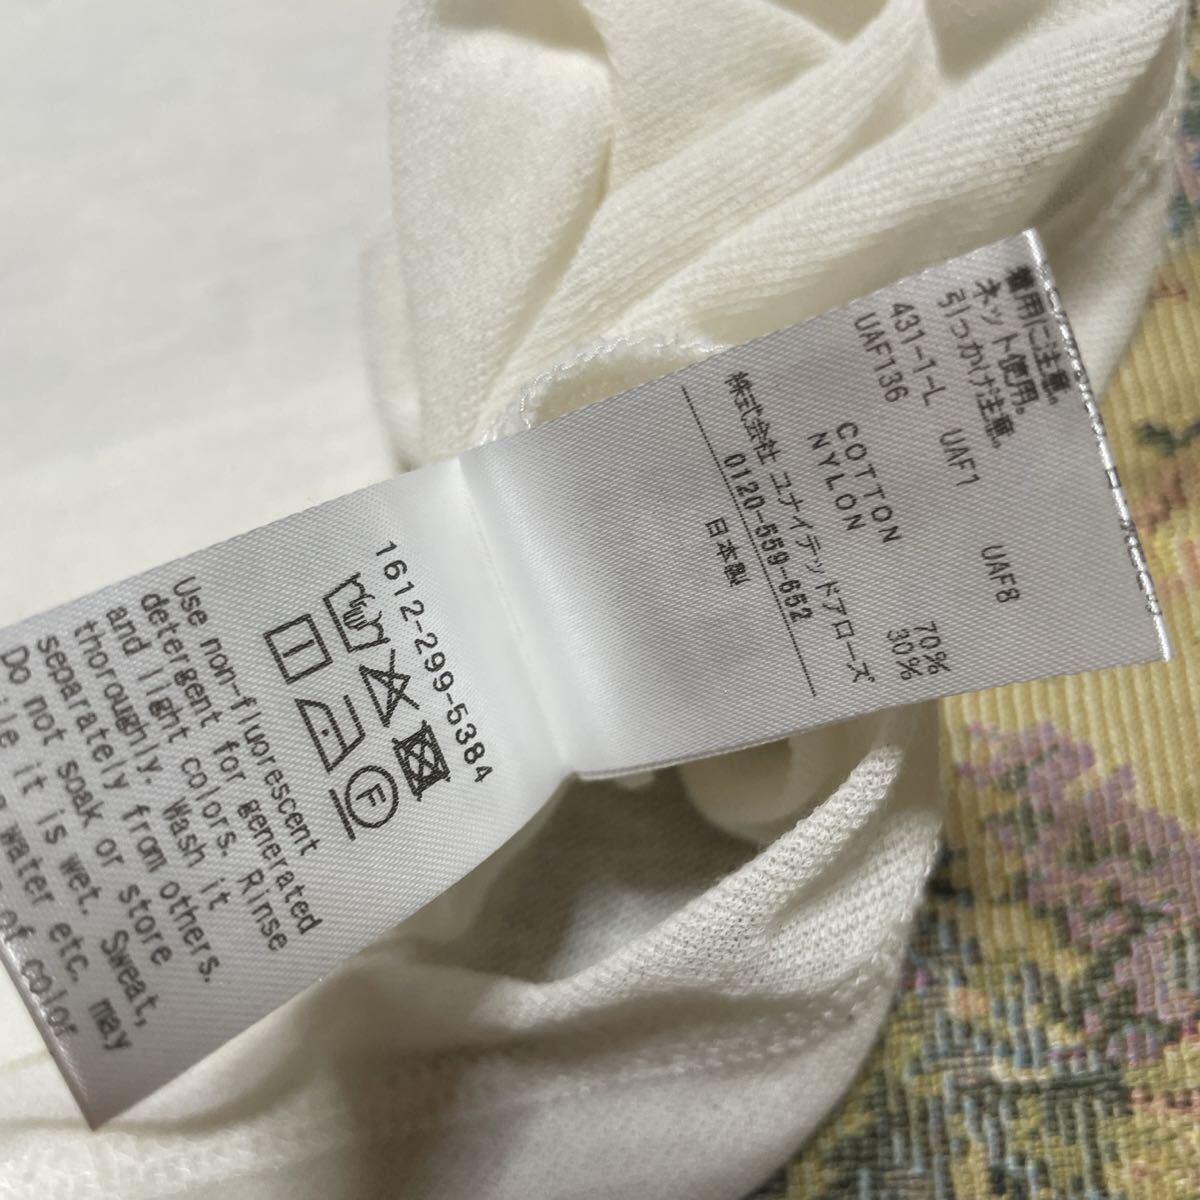 着用に注意。
ネット使用。
引っかけ注意。
431-1-L UAF1 UAF8
UAF136
COTTON 70%
NYLON 30%
株式会社 ユナイテッドアローズ
0120-559-652
日本製
1612-299-5384
F
Use non-fluorescent
detergent for generated
and light colors. Rinse
thoroughly. Wash it
separately from others.
Do not soak or store
while it is wet. Sweat,
water etc. may
of color